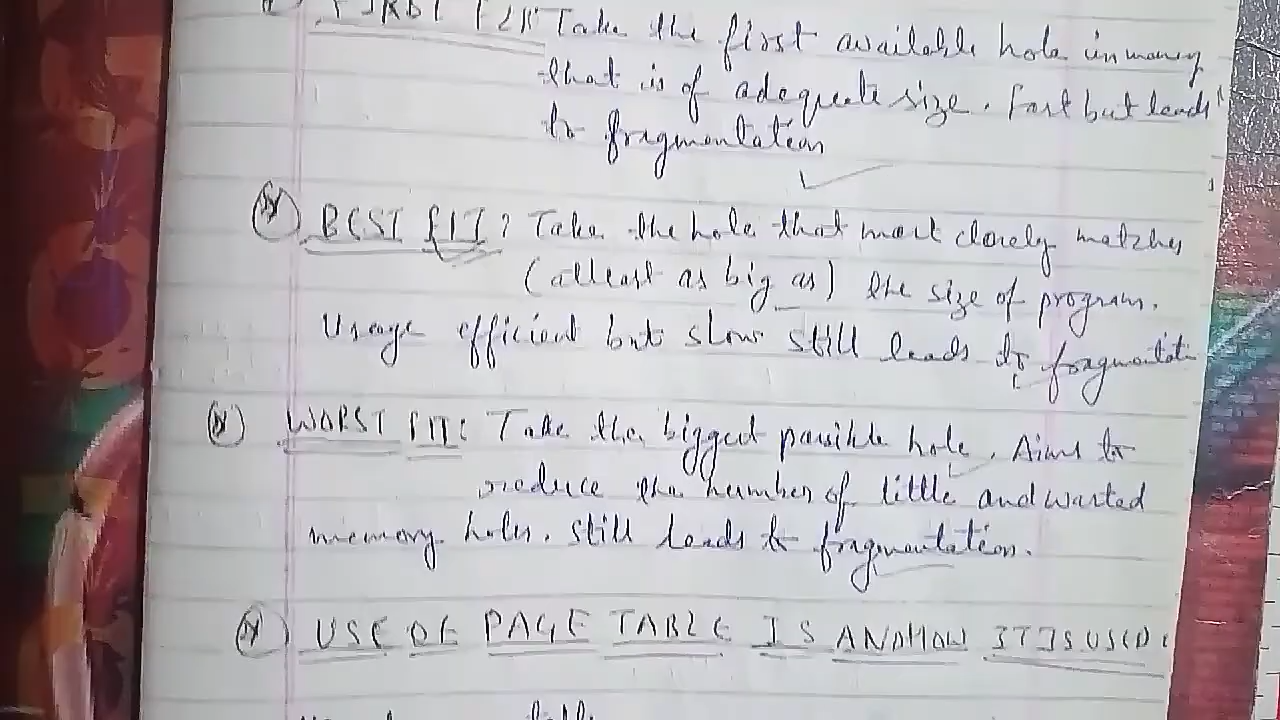 FIRST FIT: Take the first available hole in memory
that is of adequate size. Fast but leads
to fragmentation
BEST FIT: Take the hole that most closely matches
(atleast as big as) the size of program.
Usage efficient but slow still leads to fragmentati
WORST FIT: Take the biggest possible hole. Aims to
reduce the number of little and wasted
memory holes. still leads to fragmentation.
USE OF PAGE TABLE IS AND HOW IT IS USED: